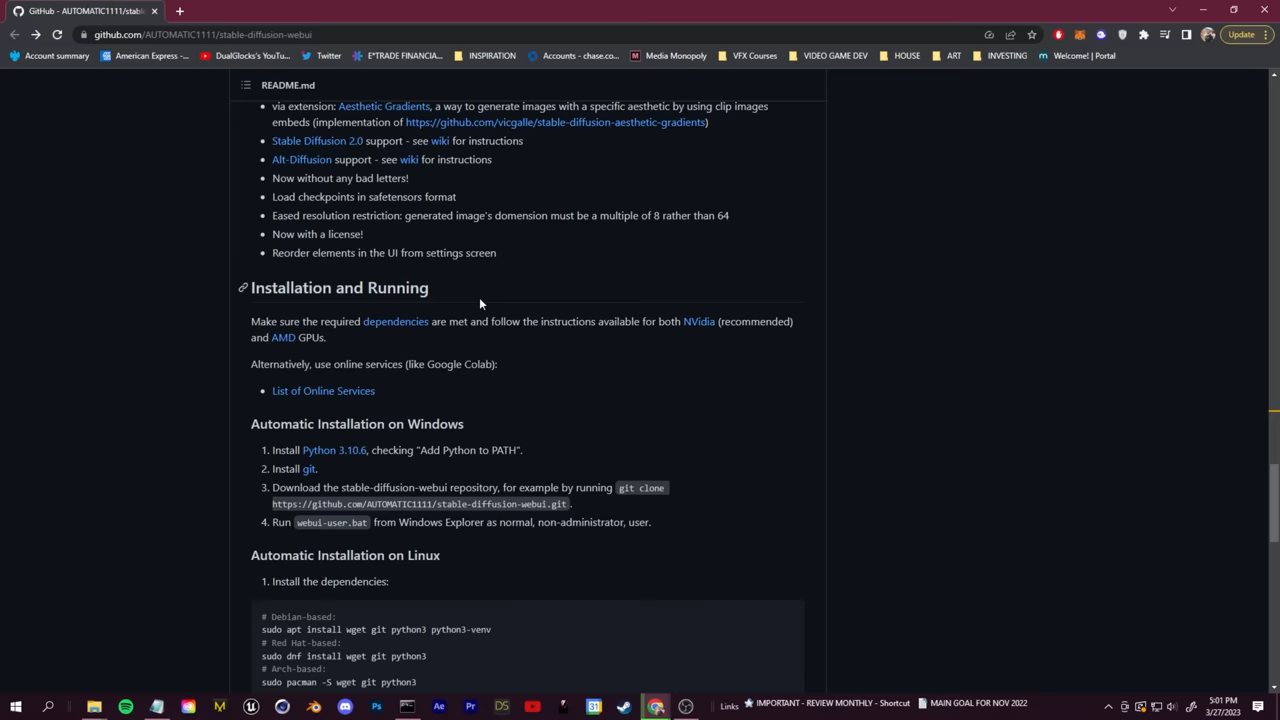 GitHub - AUTOMATIC1111/stabl
github.com/AUTOMATIC1111/stable-diffusion-webui
Update
Account summary
American Express -...
DualGlocks's YouTu...
Twitter
E*TRADE FINANCIA...
INSPIRATION
Accounts - chase.co...
Media Monopoly
VFX Courses
VIDEO GAME DEV
HOUSE
ART
INVESTING
Welcome! | Portal
README.md
via extension: Aesthetic Gradients, a way to generate images with a specific aesthetic by using clip images
embeds (implementation of https://github.com/vicgalle/stable-diffusion-aesthetic-gradients)
Stable Diffusion 2.0 support - see wiki for instructions
Alt-Diffusion support - see wiki for instructions
Now without any bad letters!
Load checkpoints in safetensors format
Eased resolution restriction: generated image's domension must be a multiple of 8 rather than 64
Now with a license!
Reorder elements in the UI from settings screen
Installation and Running
Make sure the required dependencies are met and follow the instructions available for both NVidia (recommended)
and AMD GPUs.
Alternatively, use online services (like Google Colab):
List of Online Services
Automatic Installation on Windows
1. Install Python 3.10.6, checking "Add Python to PATH".
2. Install git.
3. Download the stable-diffusion-webui repository, for example by running git clone
https://github.com/AUTOMATIC1111/stable-diffusion-webui.git.
4. Run webui-user.bat from Windows Explorer as normal, non-administrator, user.
Automatic Installation on Linux
1. Install the dependencies:
# Debian-based:
sudo apt install wget git python3 python3-venv
# Red Hat-based:
sudo dnf install wget git python3
# Arch-based:
sudo pacman -S wget git python3
Ae
Pr
Ps
DS
31
Links
IMPORTANT - REVIEW MONTHLY - Shortcut
MAIN GOAL FOR NOV 2022
5:01 PM
3/27/2023